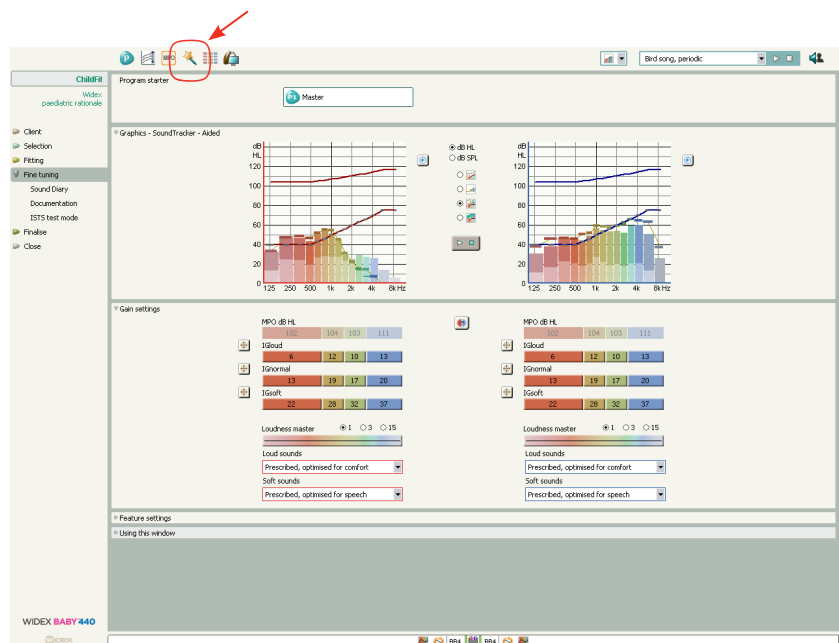 P
MPO
Bird song, periodic
ChildFit
Widex
paediatric rationale
Client
Selection
Fitting
Fine tuning
Sound Diary
Documentation
ISTS test mode
Finalise
Close
WIDEX BABY 440
WIDEX
Program starter
P1 Master
Graphics - SoundTracker - Aided
dB
HL
120
100
80
60
40
20
0
125 250 500 1k 2k 4k 8k Hz
dB HL
dB SPL
dB
HL
120
100
80
60
40
20
0
125 250 500 1k 2k 4k 8k Hz
Gain settings
MPO dB HL
102 104 103 111
IGloud
6 12 10 13
IGnormal
13 19 17 20
IGsoft
22 28 32 37
Loudness master 1 3 15
Loud sounds
Prescribed, optimised for comfort
Soft sounds
Prescribed, optimised for speech
MPO dB HL
102 104 103 111
IGloud
6 12 10 13
IGnormal
13 19 17 20
IGsoft
22 28 32 37
Loudness master 1 3 15
Loud sounds
Prescribed, optimised for comfort
Soft sounds
Prescribed, optimised for speech
Feature settings
Using this window
BB4 BB4